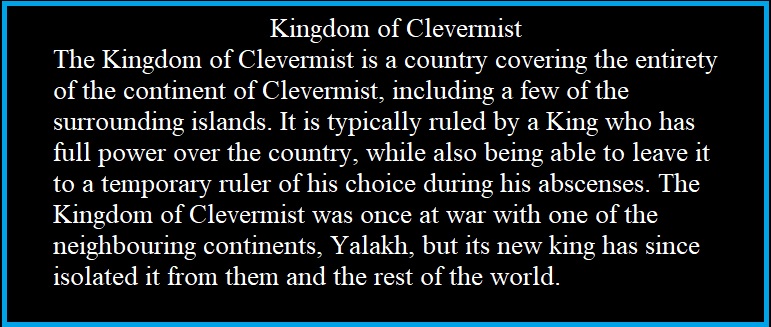 Kingdom of Clevermist
The Kingdom of Clevermist is a country covering the entirety
of the continent of Clevermist, including a few of the
surrounding islands. It is typically ruled by a King who has
full power over the country, while also being able to leave it
to a temporary ruler of his choice during his abscenses. The
Kingdom of Clevermist was once at war with one of the
neighbouring continents, Yalakh, but its new king has since
isolated it from them and the rest of the world.